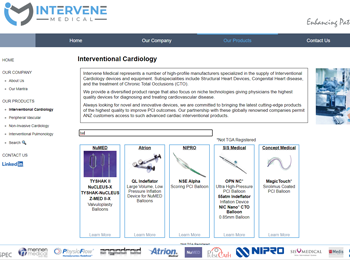 INTERVENE
MEDICAL
Enhancing Pat
Home
Our Company
Our Products
Contact Us
HOME
OUR COMPANY
About Us
Our Mantra
OUR PRODUCTS
Interventional Cardiology
Peripheral Vascular
Non-Invasive Cardiology
Interventional Pulmonology
Search
CONTACT US
LinkedIn
Interventional Cardiology
Intervene Medical represents a number of high-profile manufacturers specialized in the supply of Interventional
Cardiology devices and equipment. Subspecialties include Structural Heart Devices, Congenital Heart disease,
and the treatment of Chronic Total Occlusions (CTO).
We provide a diversified product range that also focus on niche technologies giving physicians the highest
quality devices for diagnosing and treating cardiovascular disease.
Always looking for novel and innovative devices, we are committed to bringing the latest cutting-edge products
of the highest quality to improve PCI outcomes. Our partnership with these globally renowned companies permit
ANZ customers access to such advanced cardiac interventional products.
*Not TGA Registered
NuMED
TYSHAK II
NuCLEUS-X
TYSHAK-NuCLEUS
Z-MED II-X
Valvuloplasty
Balloons
Learn More
Atrion
QL Indeflator
Large Volume, Low
Pressure Inflation
Device for NuMED
Balloons
Learn More
NIPRO
NSE Alpha
Scoring PCI Balloon
Learn More
SIS Medical
OPN NC*
Ultra High-Pressure
PCI Balloon
55atm Indeflator
Inflation Device
NIC Nano* CTO
Balloon
0.85mm Balloon
Learn More
Concept Medical
Magic Touch*
Sirolimus Coated
PCI Balloon
Learn More
*Not TGA Registered
SPEC
mennen
medical
PhysioFlow
Atrion
Medical
NuMED
NIPRO
SIS MEDICAL